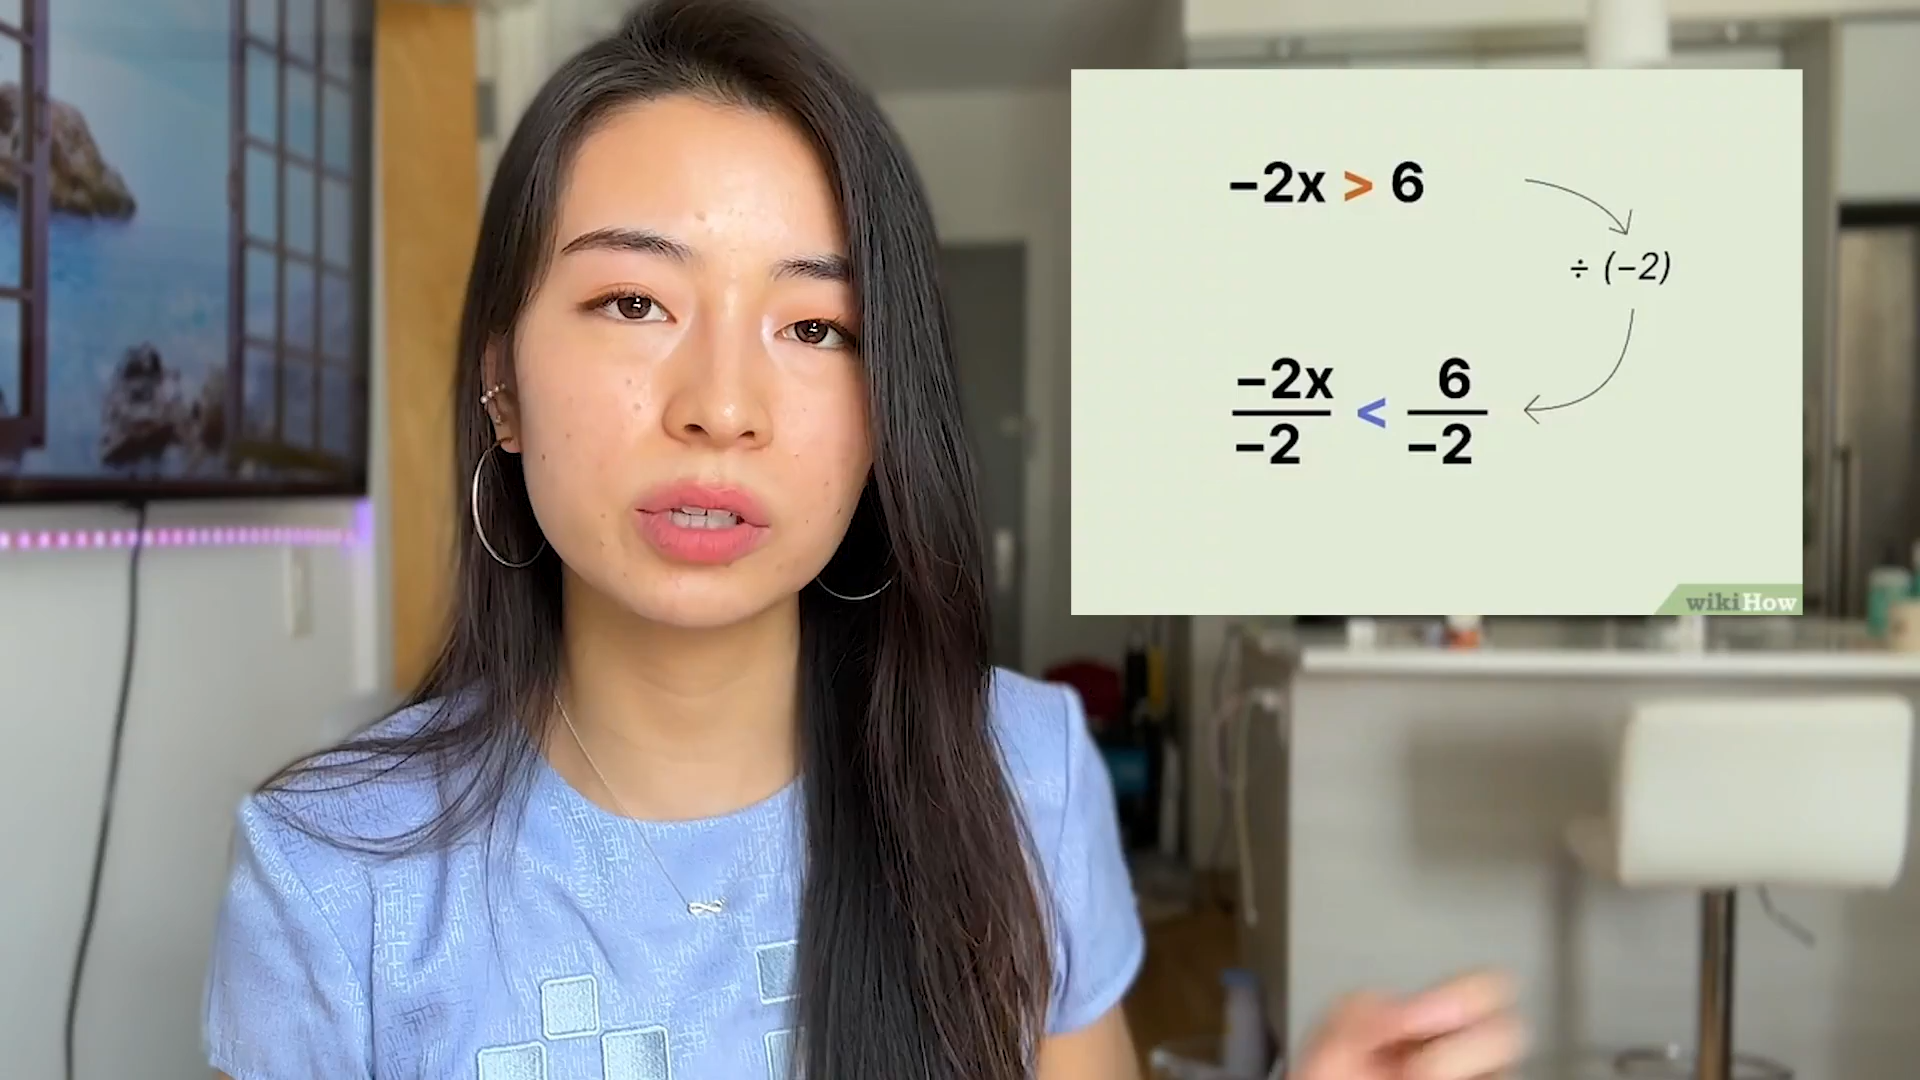 −2x > 6
÷ (−2)
−2x < 6
−2 −2
wikiHow